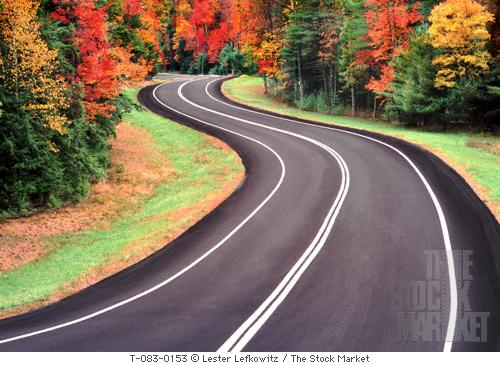 THE
STOCK
MARKET
T-083-0153 © Lester Lefkowitz / The Stock Market